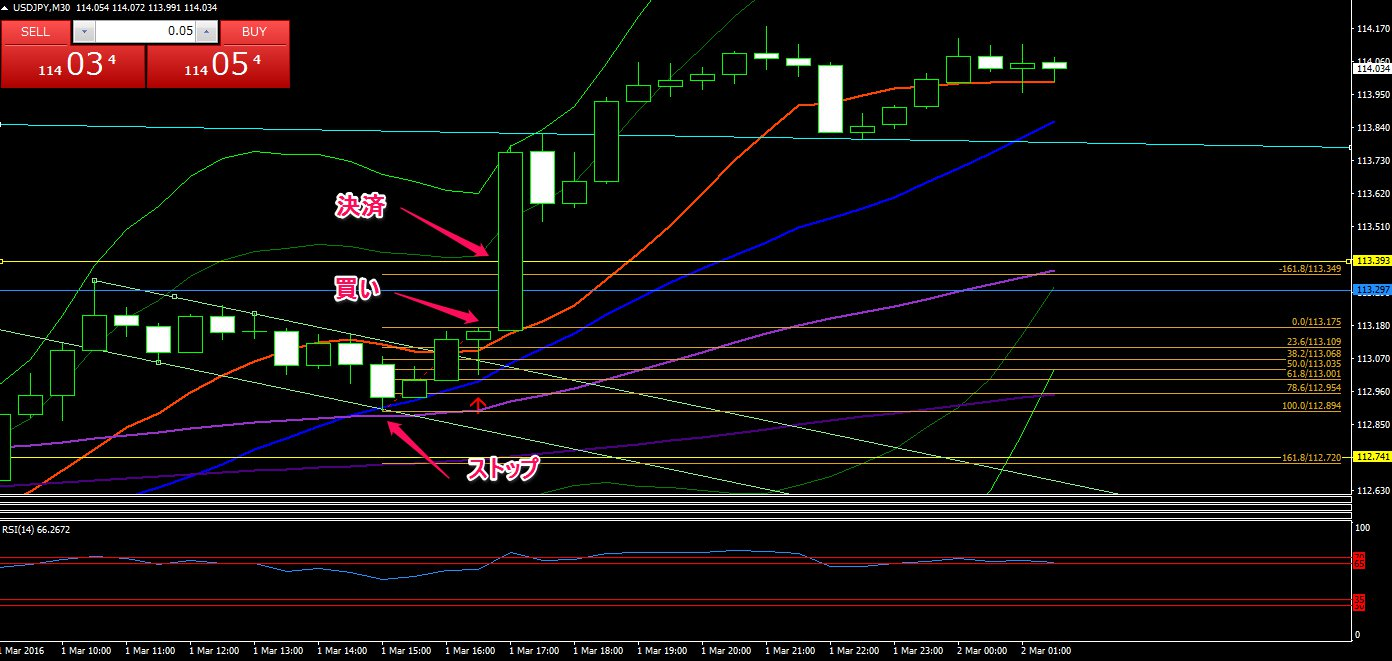 USDJPY,M30 114.054 114.072 113.991 114.034
SELL
0.05
BUY
114 03 4
114 05 4
114.170
114.060
114.034
113.950
113.840
113.730
113.620
113.510
113.393
113.297
113.180
113.070
112.960
112.850
112.741
112.630
決済
買い
ストップ
-161.8/113.349
0.0/113.175
23.6/113.109
38.2/113.068
50.0/113.035
61.8/113.001
78.6/112.954
100.0/112.894
161.8/112.720
RSI(14) 66.2672
100
0
1 Mar 2016
1 Mar 10:00
1 Mar 11:00
1 Mar 12:00
1 Mar 13:00
1 Mar 14:00
1 Mar 15:00
1 Mar 16:00
1 Mar 17:00
1 Mar 18:00
1 Mar 19:00
1 Mar 20:00
1 Mar 21:00
1 Mar 22:00
1 Mar 23:00
2 Mar 00:00
2 Mar 01:00